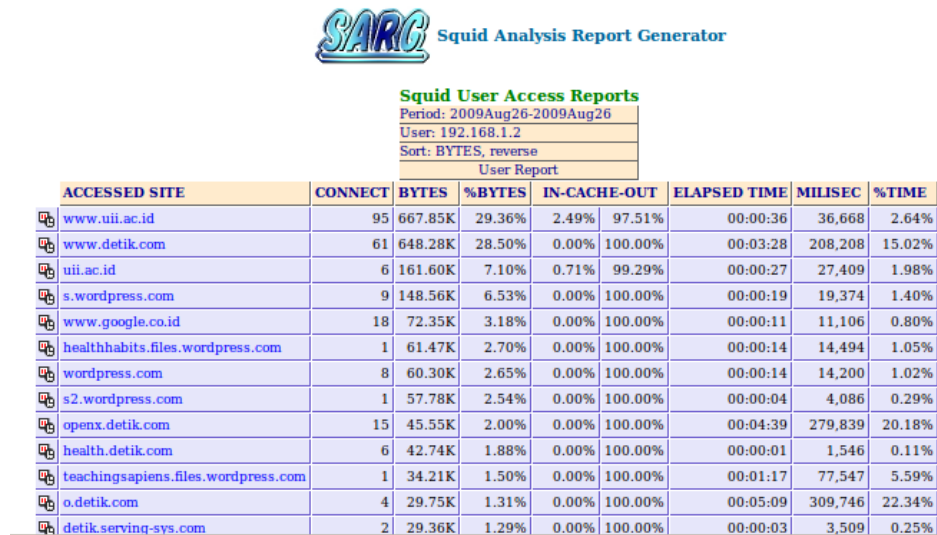 SARG Squid Analysis Report Generator
Squid User Access Reports
Period: 2009Aug26-2009Aug26
User: 192.168.1.2
Sort: BYTES, reverse
User Report
ACCESSED SITE CONNECT BYTES %BYTES IN-CACHE-OUT ELAPSED TIME MILISEC %TIME
www.uii.ac.id 95 667.85K 29.36% 2.49% 97.51% 00:00:36 36,668 2.64%
www.detik.com 61 648.28K 28.50% 0.00% 100.00% 00:03:28 208,208 15.02%
uii.ac.id 6 161.60K 7.10% 0.71% 99.29% 00:00:27 27,409 1.98%
s.wordpress.com 9 148.56K 6.53% 0.00% 100.00% 00:00:19 19,374 1.40%
www.google.co.id 18 72.35K 3.18% 0.00% 100.00% 00:00:11 11,106 0.80%
healthhabits.files.wordpress.com 1 61.47K 2.70% 0.00% 100.00% 00:00:14 14,494 1.05%
wordpress.com 8 60.30K 2.65% 0.00% 100.00% 00:00:14 14,200 1.02%
s2.wordpress.com 1 57.78K 2.54% 0.00% 100.00% 00:00:04 4,086 0.29%
openx.detik.com 15 45.55K 2.00% 0.00% 100.00% 00:04:39 279,839 20.18%
health.detik.com 6 42.74K 1.88% 0.00% 100.00% 00:00:01 1,546 0.11%
teachingsapiens.files.wordpress.com 1 34.21K 1.50% 0.00% 100.00% 00:01:17 77,547 5.59%
o.detik.com 4 29.75K 1.31% 0.00% 100.00% 00:05:09 309,746 22.34%
detik.serving-sys.com 2 29.36K 1.29% 0.00% 100.00% 00:00:03 3,509 0.25%